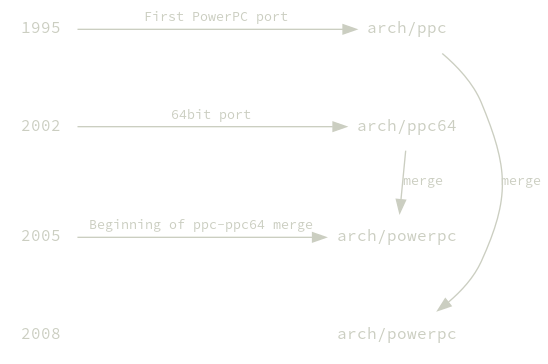 First PowerPC port
1995 arch/ppc
64bit port
2002 arch/ppc64
merge merge
Beginning of ppc-ppc64 merge
2005 arch/powerpc
2008 arch/powerpc